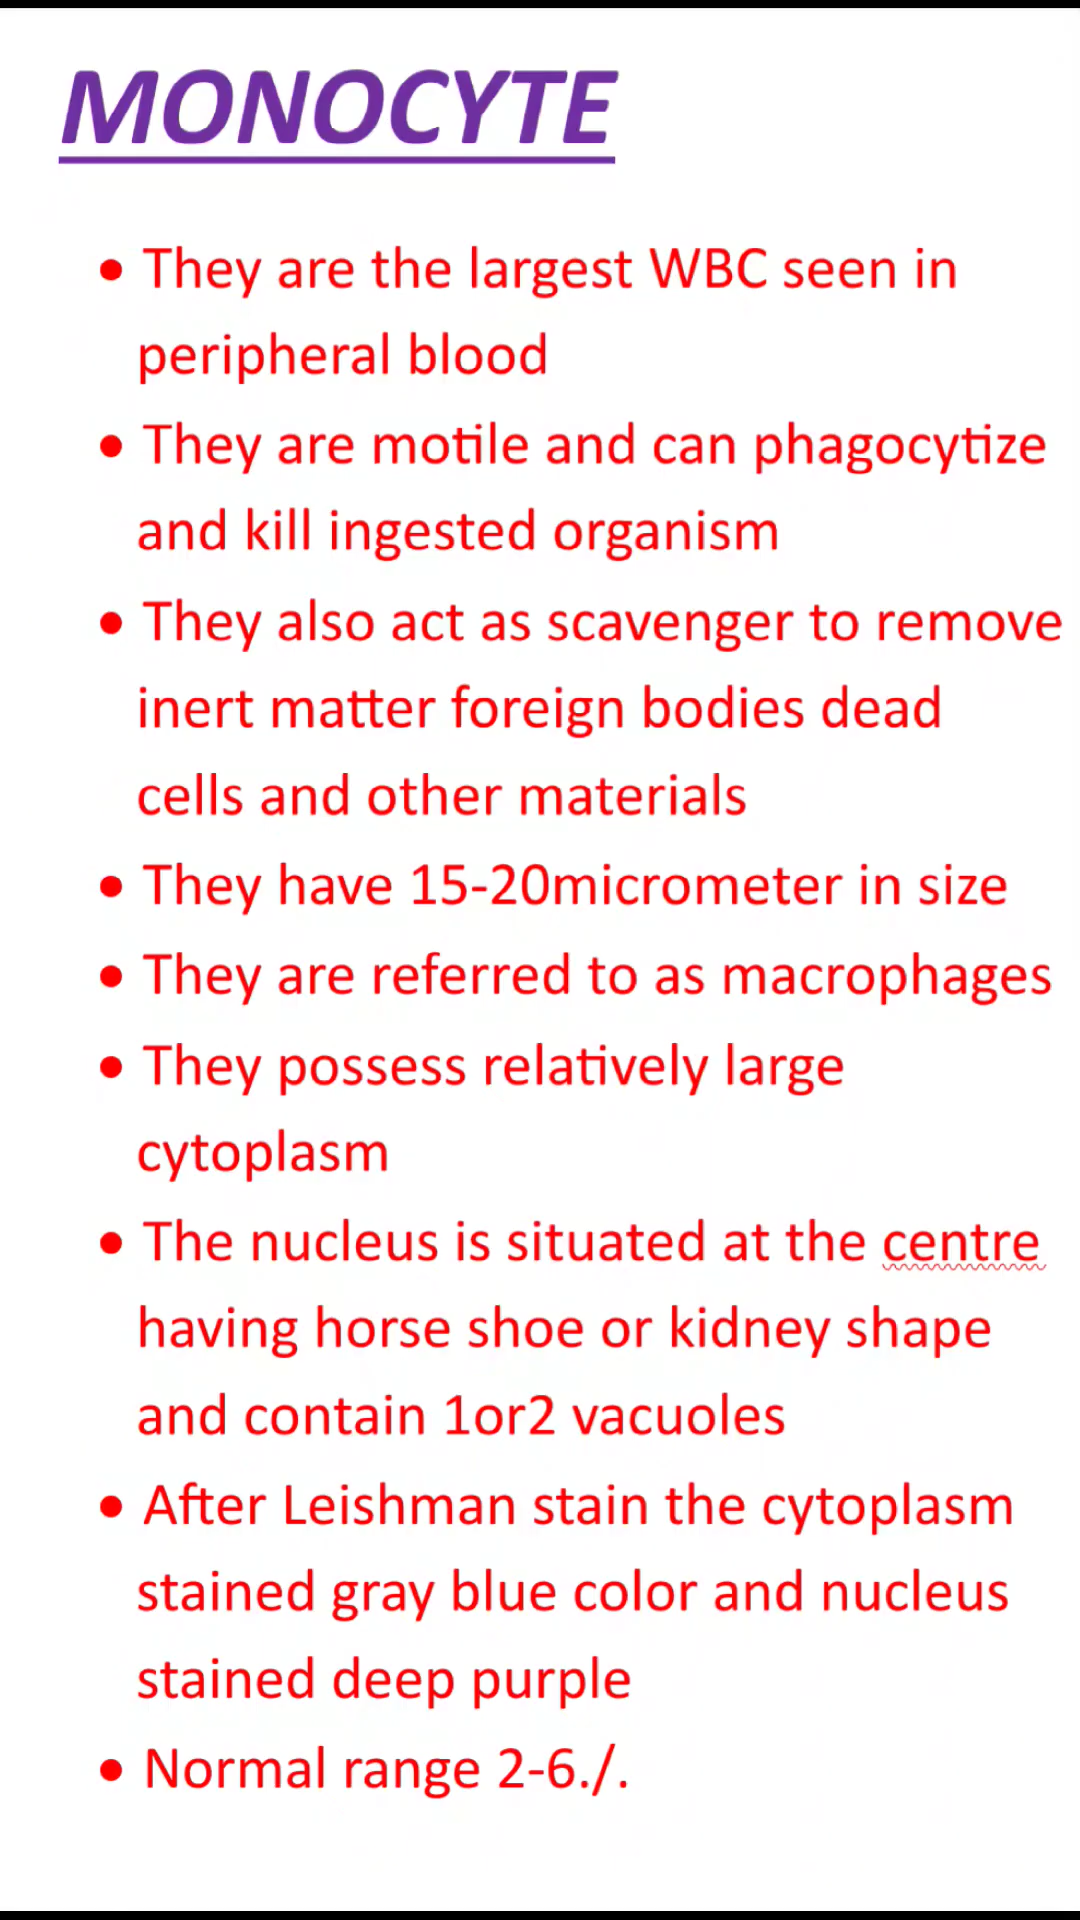 MONOCYTE
• They are the largest WBC seen in
peripheral blood
• They are motile and can phagocytize
and kill ingested organism
• They also act as scavenger to remove
inert matter foreign bodies dead
cells and other materials
• They have 15-20micrometer in size
• They are referred to as macrophages
• They possess relatively large
cytoplasm
• The nucleus is situated at the centre
having horse shoe or kidney shape
and contain 1or2 vacuoles
• After Leishman stain the cytoplasm
stained gray blue color and nucleus
stained deep purple
• Normal range 2-6./.